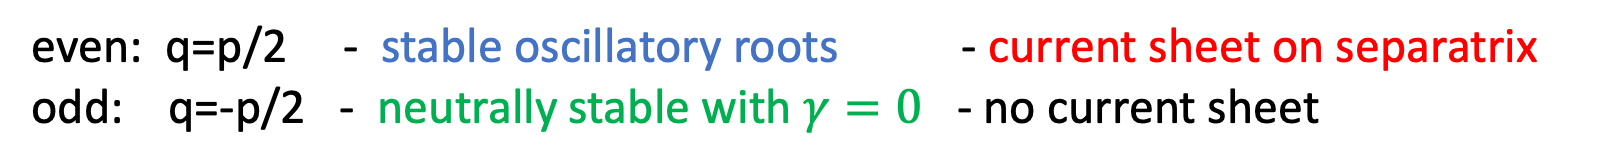 even: q=p/2 - stable oscillatory roots - current sheet on separatrix
odd: q=-p/2 - neutrally stable with γ = 0 - no current sheet